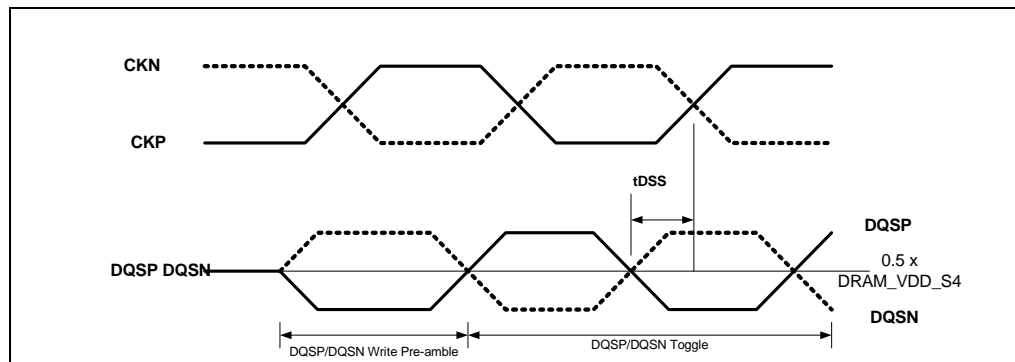 CKN
CKP
tDSS
DQSP
DQSP DQSN
0.5 x
DRAM_VDD_S4
DQSN
DQSP/DQSN Write Pre-amble
DQSP/DQSN Toggle